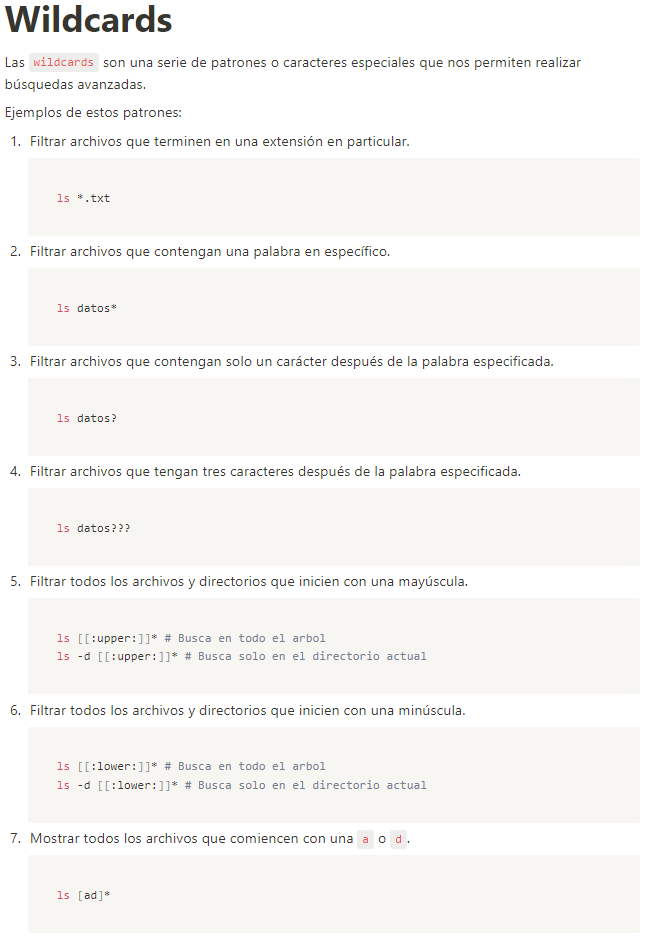 Wildcards
Las wildcards son una serie de patrones o caracteres especiales que nos permiten realizar
búsquedas avanzadas.
Ejemplos de estos patrones:
1. Filtrar archivos que terminen en una extensión en particular.
ls *.txt
2. Filtrar archivos que contengan una palabra en específico.
ls datos*
3. Filtrar archivos que contengan solo un carácter después de la palabra especificada.
ls datos?
4. Filtrar archivos que tengan tres caracteres después de la palabra especificada.
ls datos???
5. Filtrar todos los archivos y directorios que inicien con una mayúscula.
ls [[:upper:]]* # Busca en todo el arbol
ls -d [[:upper:]]* # Busca solo en el directorio actual
6. Filtrar todos los archivos y directorios que inicien con una minúscula.
ls [[:lower:]]* # Busca en todo el arbol
ls -d [[:lower:]]* # Busca solo en el directorio actual
7. Mostrar todos los archivos que comiencen con una a o d.
ls [ad]*